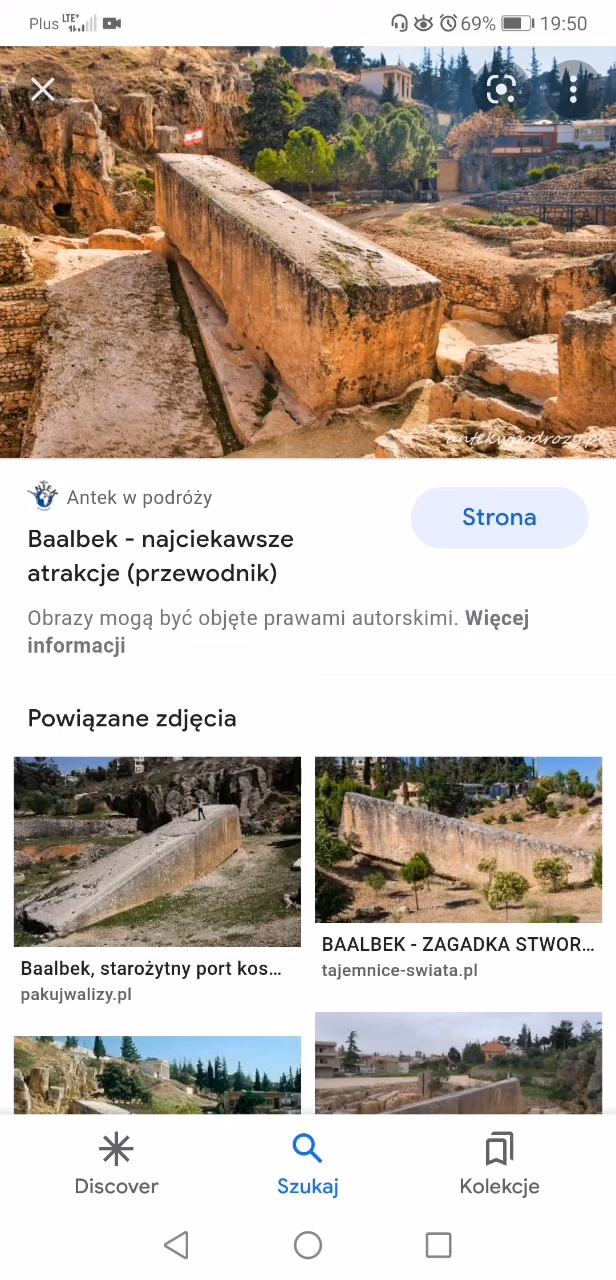 Plus LTE+ 69% 19:50
antekwpodrozy.pl
Antek w podróży
Baalbek - najciekawsze
atrakcje (przewodnik)
Strona
Obrazy mogą być objęte prawami autorskimi. Więcej
informacji
Powiązane zdjęcia
Baalbek, starożytny port kos...
pakujwalizy.pl
BAALBEK - ZAGADKA STWOR...
tajemnice-swiata.pl
Discover
Szukaj
Kolekcje